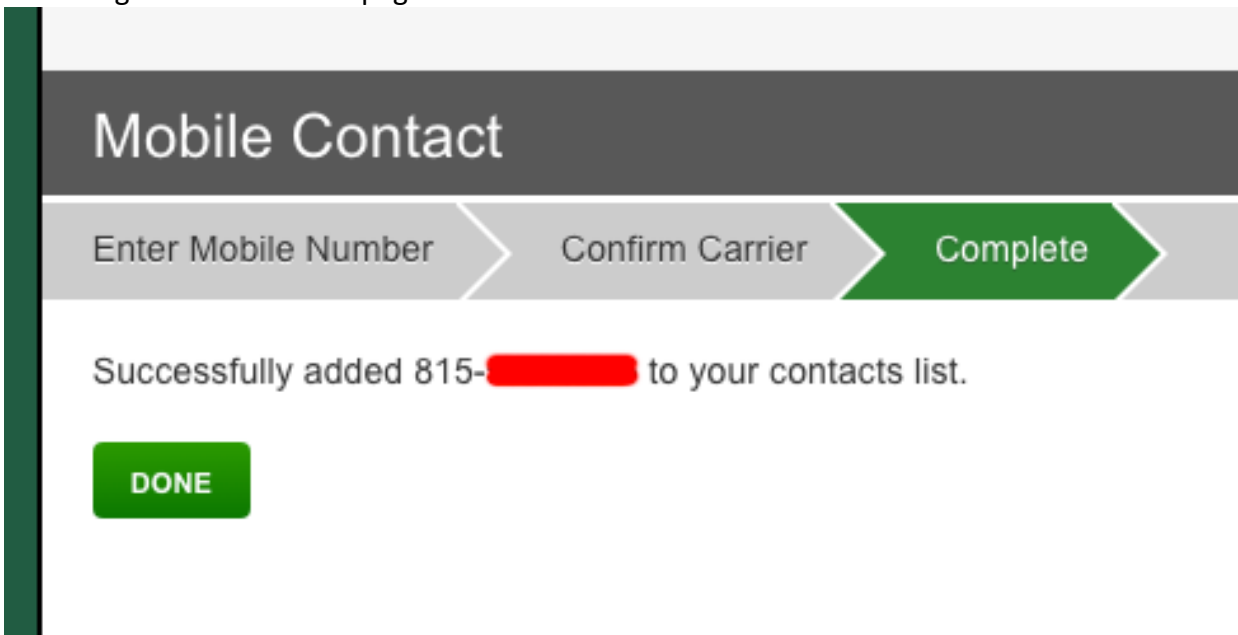 Mobile Contact
Enter Mobile Number Confirm Carrier Complete
Successfully added 815- to your contacts list.
DONE